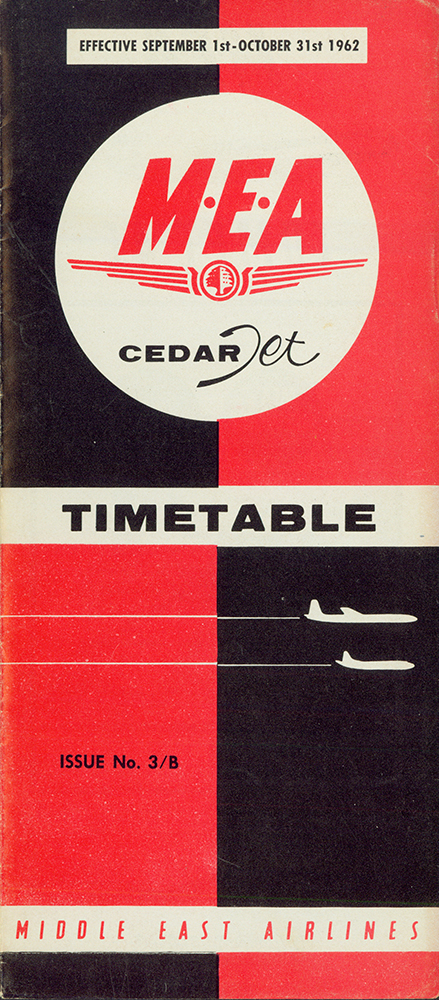 EFFECTIVE SEPTEMBER 1st-OCTOBER 31st 1962
M·E·A
CEDAR Jet
TIMETABLE
ISSUE No. 3/B
MIDDLE EAST AIRLINES